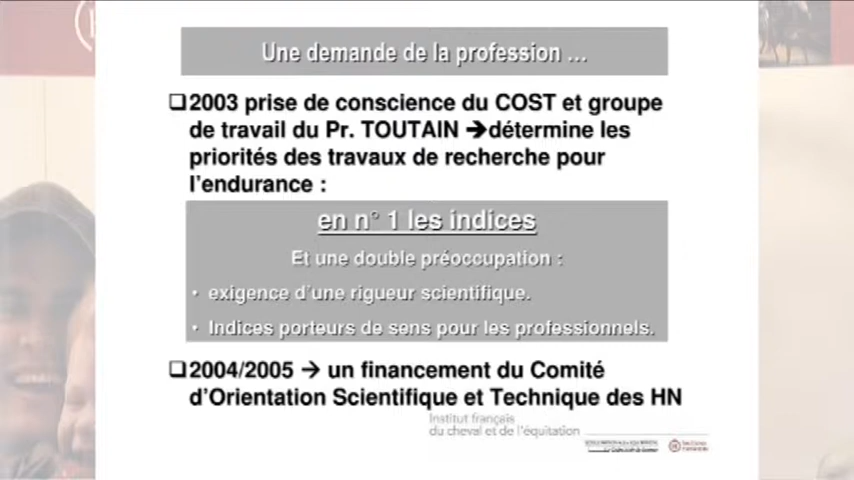 Une demande de la profession ...
❑2003 prise de conscience du COST et groupe
de travail du Pr. TOUTAIN ➔détermine les
priorités des travaux de recherche pour
l'endurance :
en n° 1 les indices
Et une double préoccupation :
• exigence d'une rigueur scientifique.
• Indices porteurs de sens pour les professionnels.
❑2004/2005 → un financement du Comité
d'Orientation Scientifique et Technique des HN
Institut français
du cheval et de l'équitation